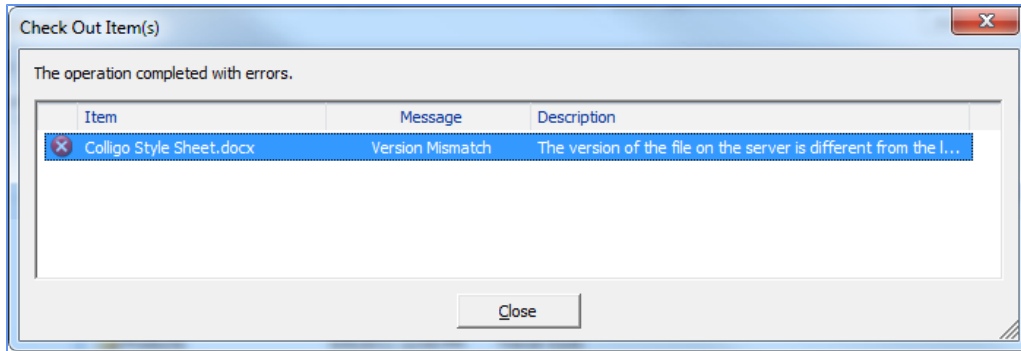 Check Out Item(s)
The operation completed with errors.
Item Message Description
Colligo Style Sheet.docx Version Mismatch The version of the file on the server is different from the l...
Close